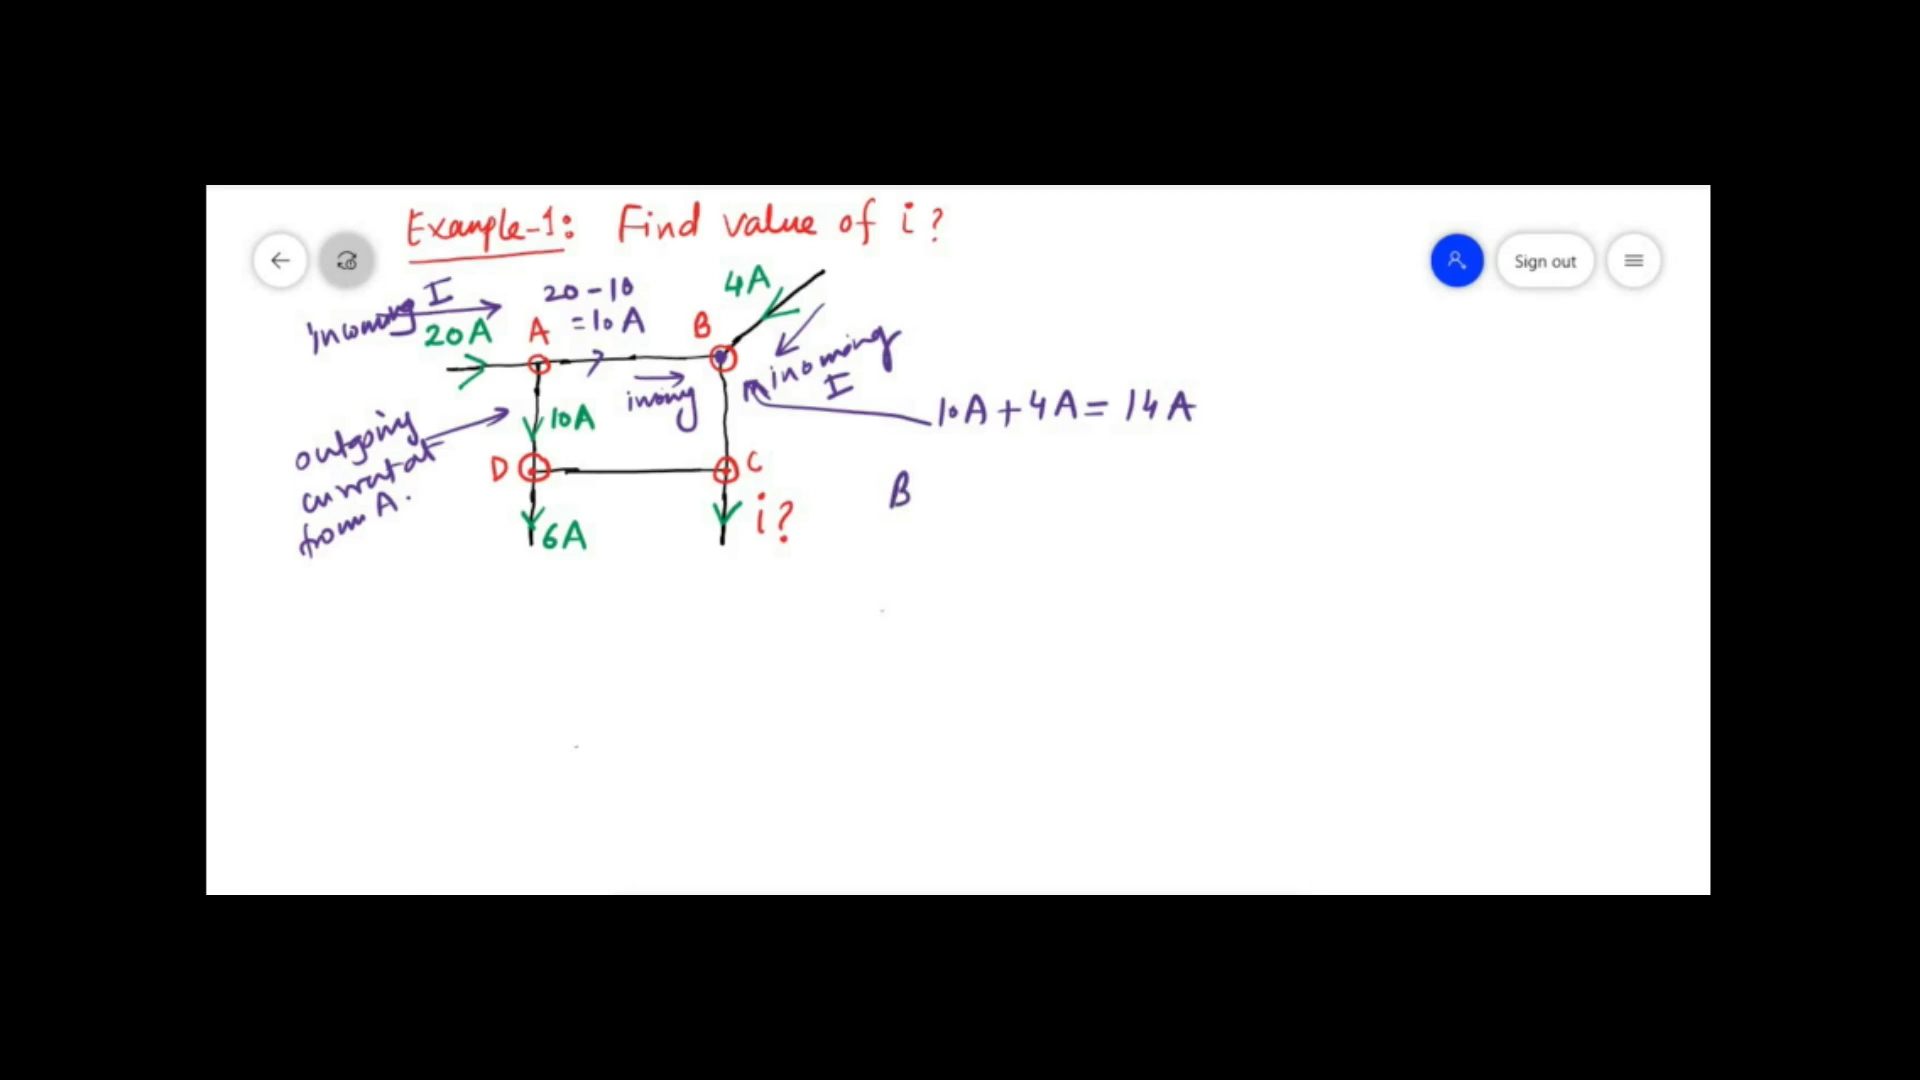 Example-1: Find value of i?
Sign out
incoming I
20A
A
20-10
=10A
B
4A
incoming
I
10A
outgoing
current at
from A.
10A+4A= 14A
D
C
B
6A
i?